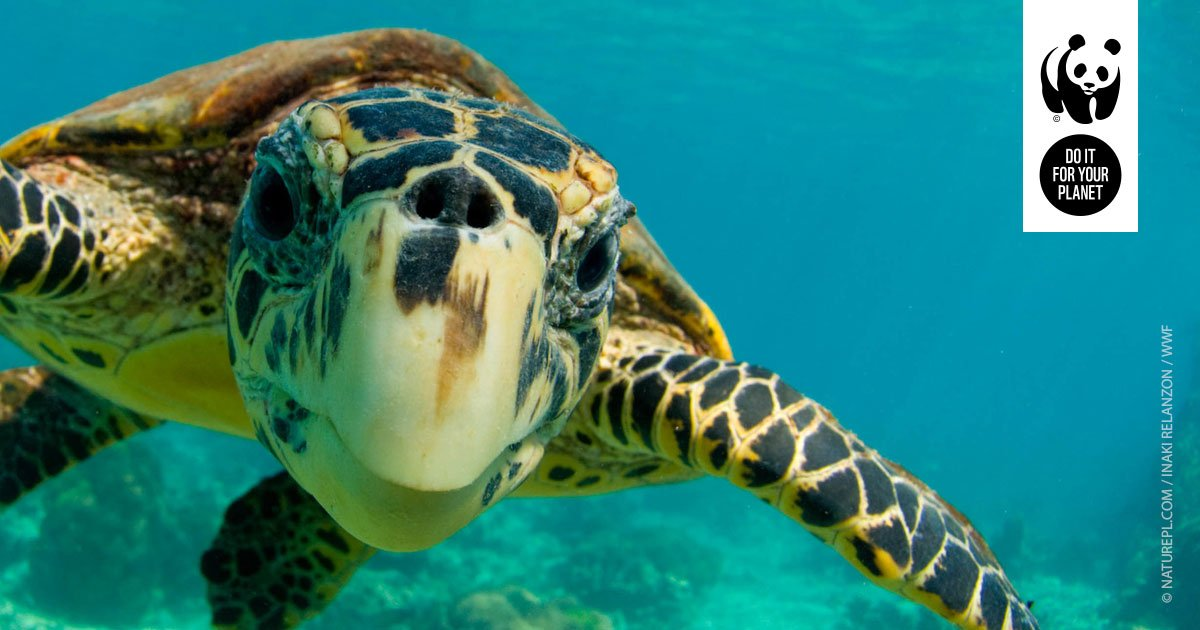 ©
DO IT
FOR YOUR
PLANET
© NATUREPL.COM / INAKI RELANZON / WWF